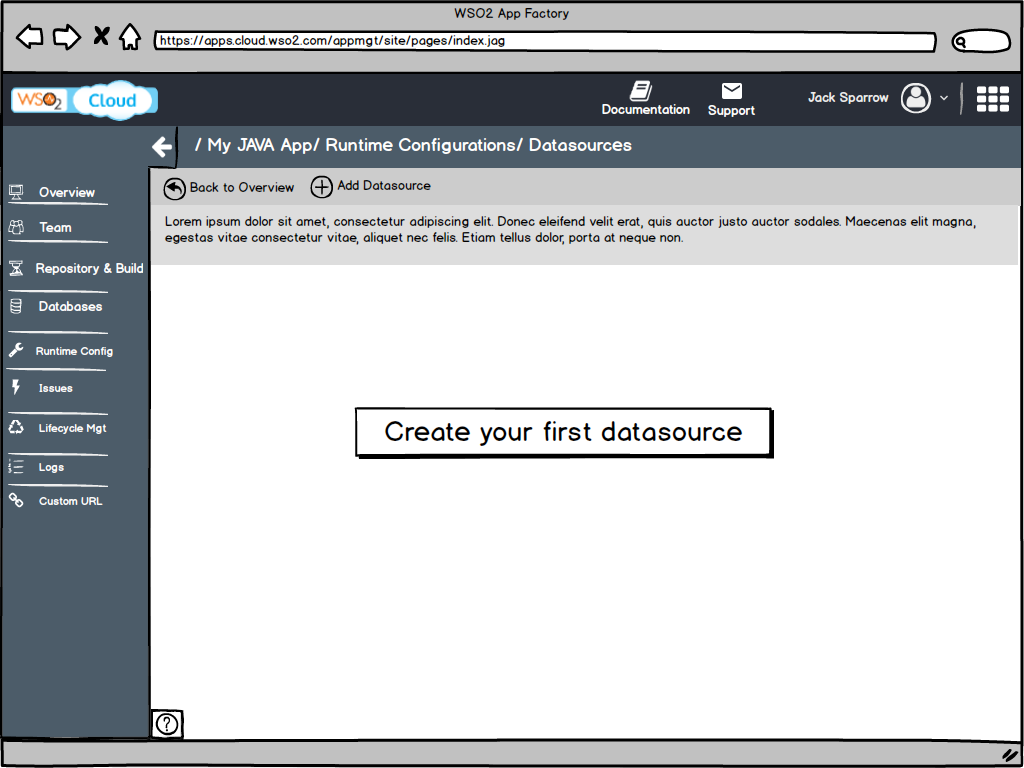 WSO2 App Factory
https://apps.cloud.wso2.com/appmgt/site/pages/index.jag
WSO2 Cloud
Documentation
Support
Jack Sparrow
/ My JAVA App/ Runtime Configurations/ Datasources
Back to Overview
Add Datasource
Lorem ipsum dolor sit amet, consectetur adipiscing elit. Donec eleifend velit erat, quis auctor justo auctor sodales. Maecenas elit magna,
egestas vitae consectetur vitae, aliquet nec felis. Etiam tellus dolor, porta at neque non.
Overview
Team
Repository & Build
Databases
Runtime Config
Issues
Lifecycle Mgt
Logs
Custom URL
Create your first datasource
?